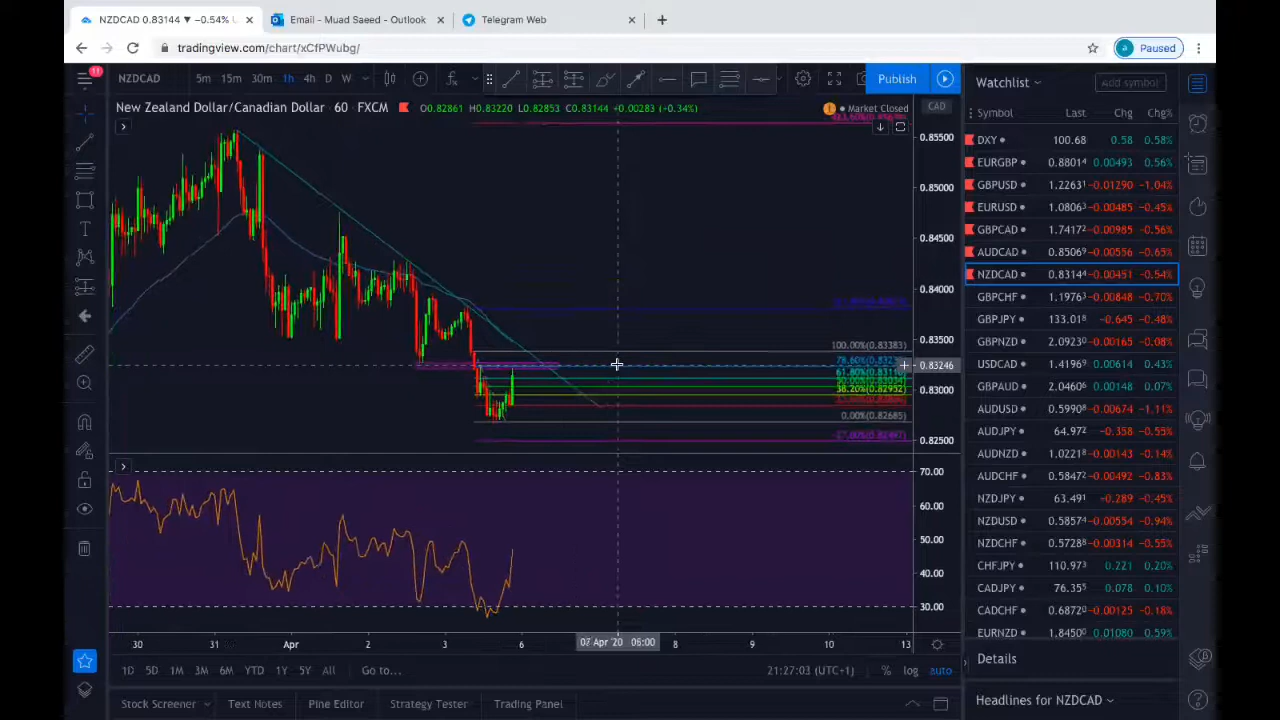 NZDCAD 0.83144 ▼ −0.54% U
Email - Muad Saeed - Outlook
Telegram Web
tradingview.com/chart/xCfPWubg/
a Paused
11
NZDCAD 5m 15m 30m 1h 4h D W
Publish
Watchlist
Add symbol
New Zealand Dollar/Canadian Dollar 60 FXCM O0.82861 H0.83220 L0.82853 C0.83144 +0.00283 (−0.34%)
Market Closed
CAD
Symbol Last Chg Chg%
DXY 100.68 0.58 0.58%
EURGBP 0.88014 0.00493 0.56%
GBPUSD 1.22631 −0.01290 −1.04%
EURUSD 1.08063 −0.00485 −0.45%
GBPCAD 1.74172 −0.00985 −0.56%
AUDCAD 0.85069 −0.00556 −0.65%
NZDCAD 0.83144 −0.00451 −0.54%
GBPCHF 1.19763 −0.00848 −0.70%
GBPJPY 133.018 −0.645 −0.48%
GBPNZD 2.09230 −0.00165 −0.08%
USDCAD 1.41969 0.00614 0.43%
GBPAUD 2.04606 0.00148 0.07%
AUDUSD 0.59908 −0.00674 −1.11%
AUDJPY 64.972 −0.358 −0.55%
AUDNZD 1.02218 −0.00143 −0.14%
AUDCHF 0.58472 −0.00492 −0.83%
NZDJPY 63.491 −0.289 −0.45%
NZDUSD 0.58574 −0.00554 −0.94%
NZDCHF 0.57288 −0.00314 −0.55%
CHFJPY 110.973 0.221 0.20%
CADJPY 76.355 0.078 0.10%
CADCHF 0.68720 −0.00125 −0.18%
EURNZD 1.84500 0.01080 0.59%
0.85500
0.85000
0.84500
0.84000
100.00%(0.83383)
0.83246
0.83000
38.20%(0.82952)
0.00%(0.82685)
0.82500
70.00
60.00
50.00
40.00
30.00
30 31 Apr 2 3 6 07 Apr '20 06:00 8 9 10 13
1D 5D 1M 3M 6M YTD 1Y 5Y All Go to...
21:27:03 (UTC+1) % log auto
Details
Stock Screener Text Notes Pine Editor Strategy Tester Trading Panel
Headlines for NZDCAD